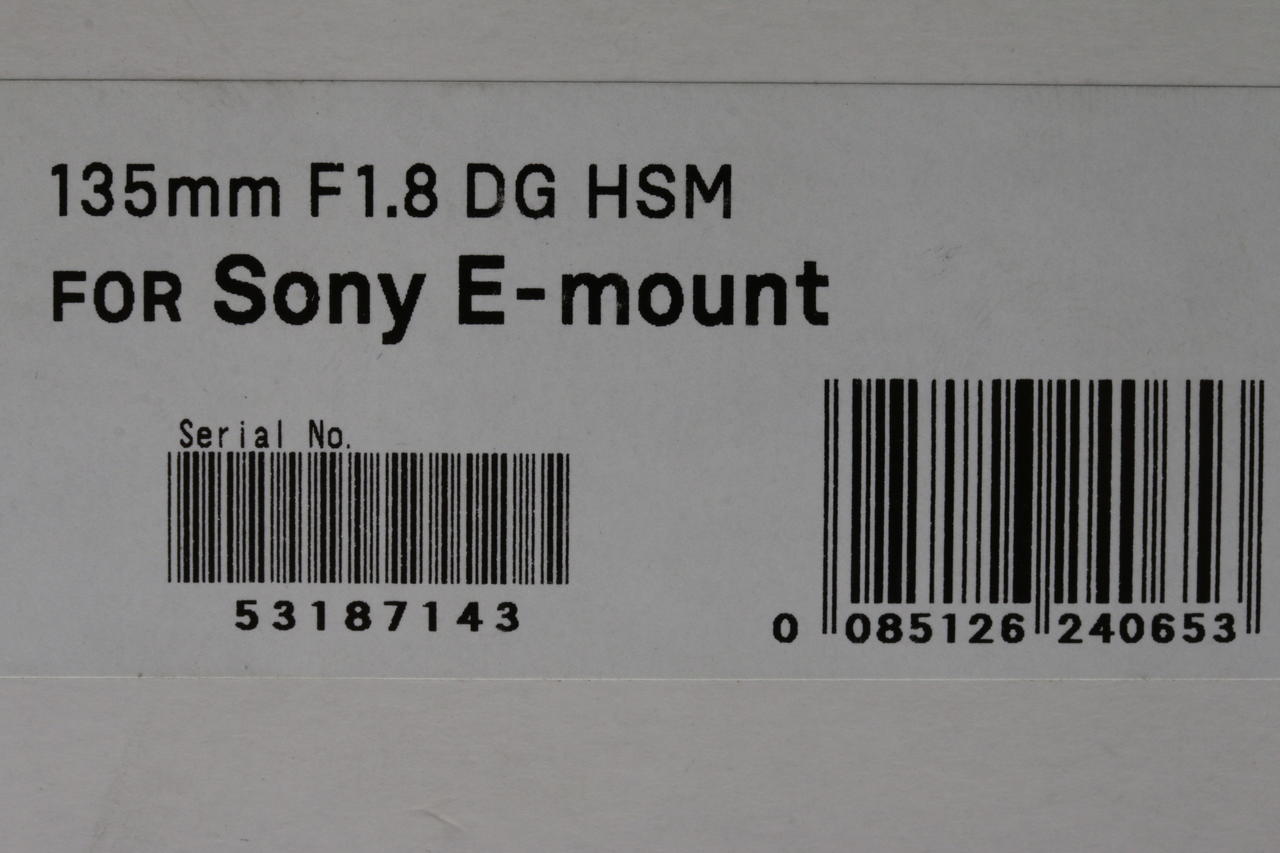 135mm F1.8 DG HSM
FOR Sony E-mount
Serial No.
53187143
0 085126 240653